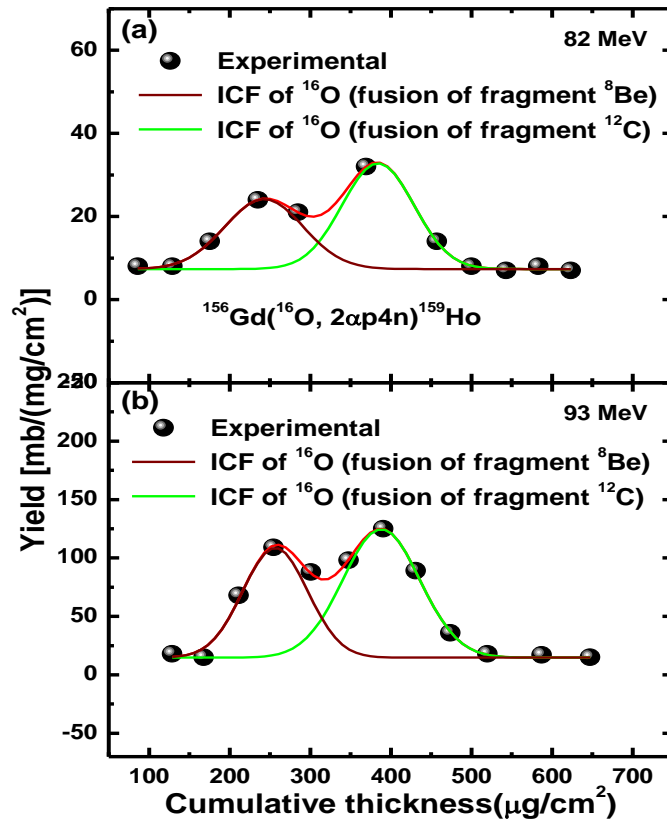 (a)
82 MeV
60
Experimental
ICF of ¹⁶O (fusion of fragment ⁸Be)
ICF of ¹⁶O (fusion of fragment ¹²C)
40
20
0
¹⁵⁶Gd(¹⁶O, 2αp4n)¹⁵⁹Ho
Yield [mb/(mg/cm²)]
(b)
93 MeV
200
Experimental
ICF of ¹⁶O (fusion of fragment ⁸Be)
ICF of ¹⁶O (fusion of fragment ¹²C)
150
100
50
0
-50
100 200 300 400 500 600 700
Cumulative thickness(μg/cm²)